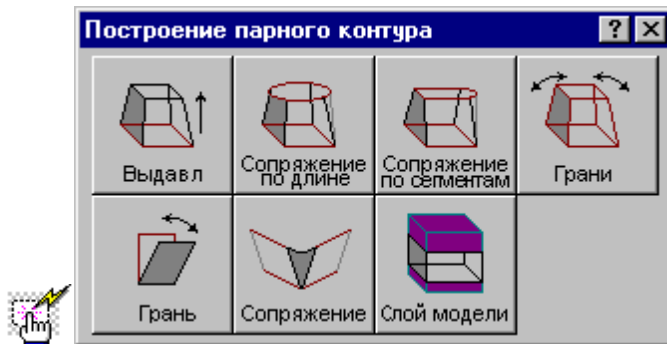 Построение парного контура
Выдавл
Сопряжение
по длине
Сопряжение
по сегментам
Грани
Грань
Сопряжение
Слой модели